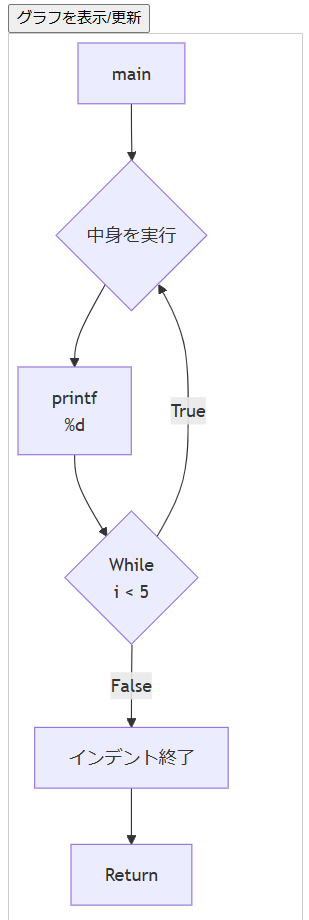 グラフを表示/更新
main
中身を実行
printf
%d
True
While
i < 5
False
インデント終了
Return